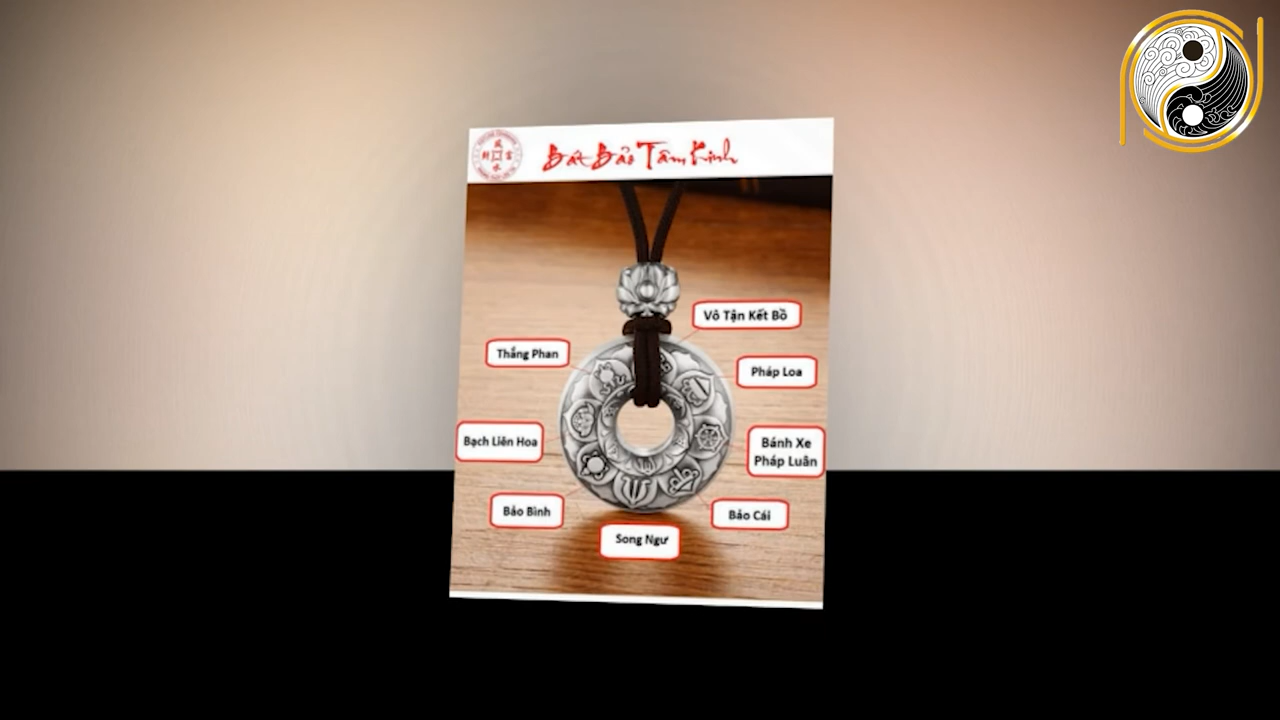 Bát Bảo Tâm Kinh
Vô Tận Kết Bồ
Thắng Phan
Pháp Loa
Bạch Liên Hoa
Bánh Xe
Pháp Luân
Bảo Bình
Bảo Cái
Song Ngư